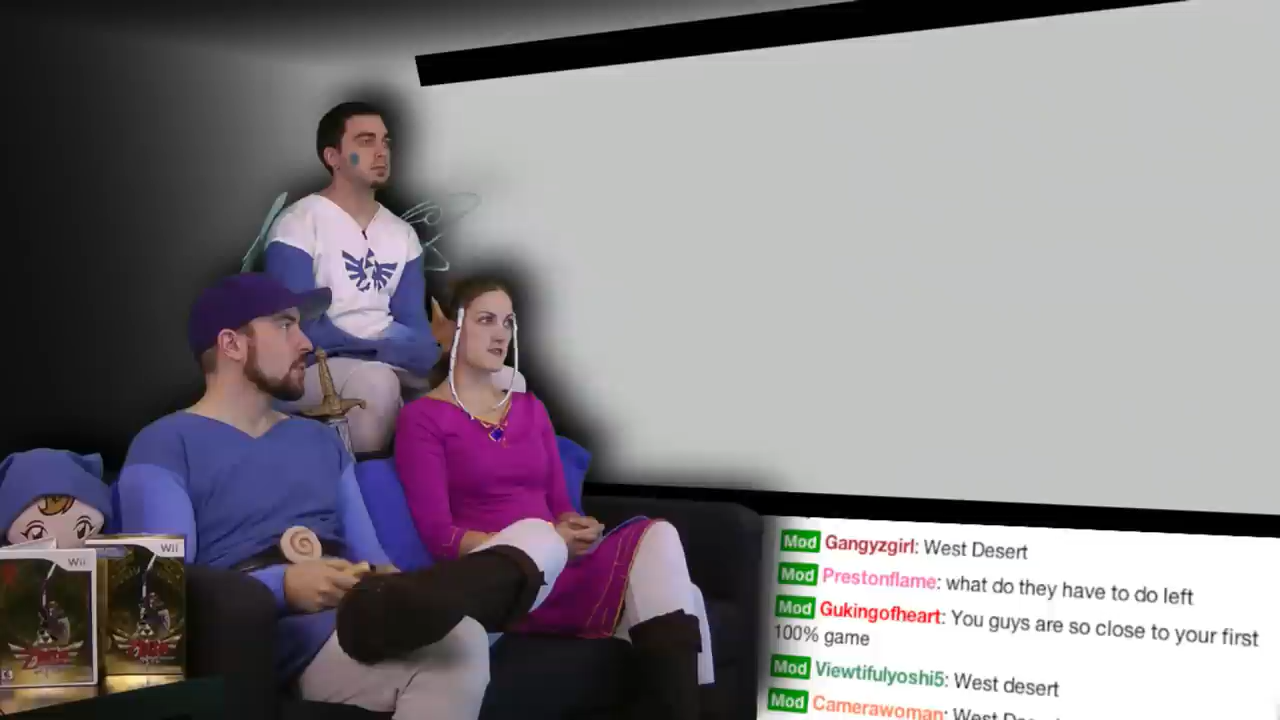 Mod Gangyzgirl: West Desert
Mod Prestonflame: what do they have to do left
Mod Gukingofheart: You guys are so close to your first
100% game
Mod Viewtifulyoshi5: West desert
Mod Camerawoman: West
Wii
Wii